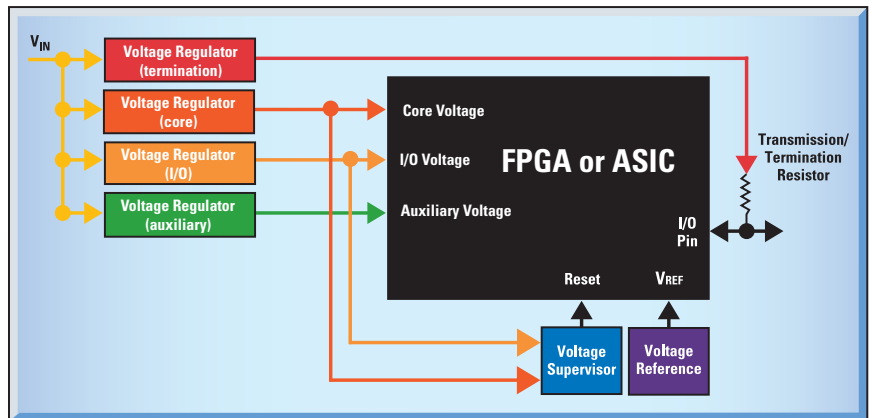 VIN
Voltage Regulator
(termination)
Voltage Regulator
(core)
Voltage Regulator
(I/O)
Voltage Regulator
(auxiliary)
Core Voltage
I/O Voltage
Auxiliary Voltage
FPGA or ASIC
I/O
Pin
Reset
VREF
Transmission/
Termination
Resistor
Voltage
Supervisor
Voltage
Reference